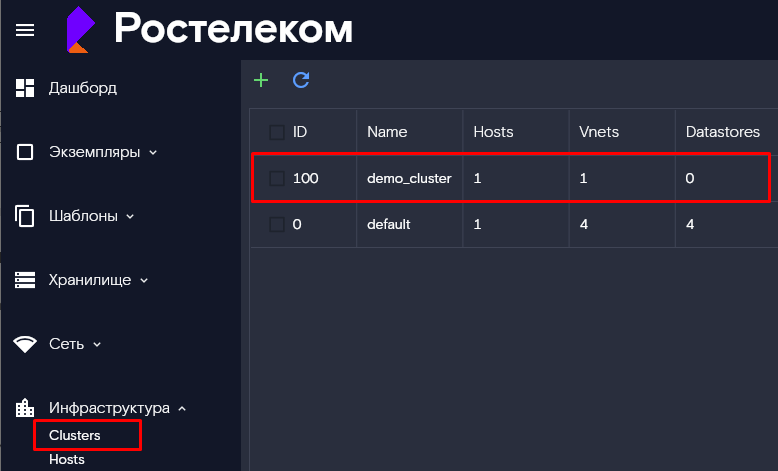 Ростелеком
Дашборд
Экземпляры
Шаблоны
Хранилище
Сеть
Инфраструктура
Clusters
Hosts
ID Name Hosts Vnets Datastores
100 demo_cluster 1 1 0
0 default 1 4 4